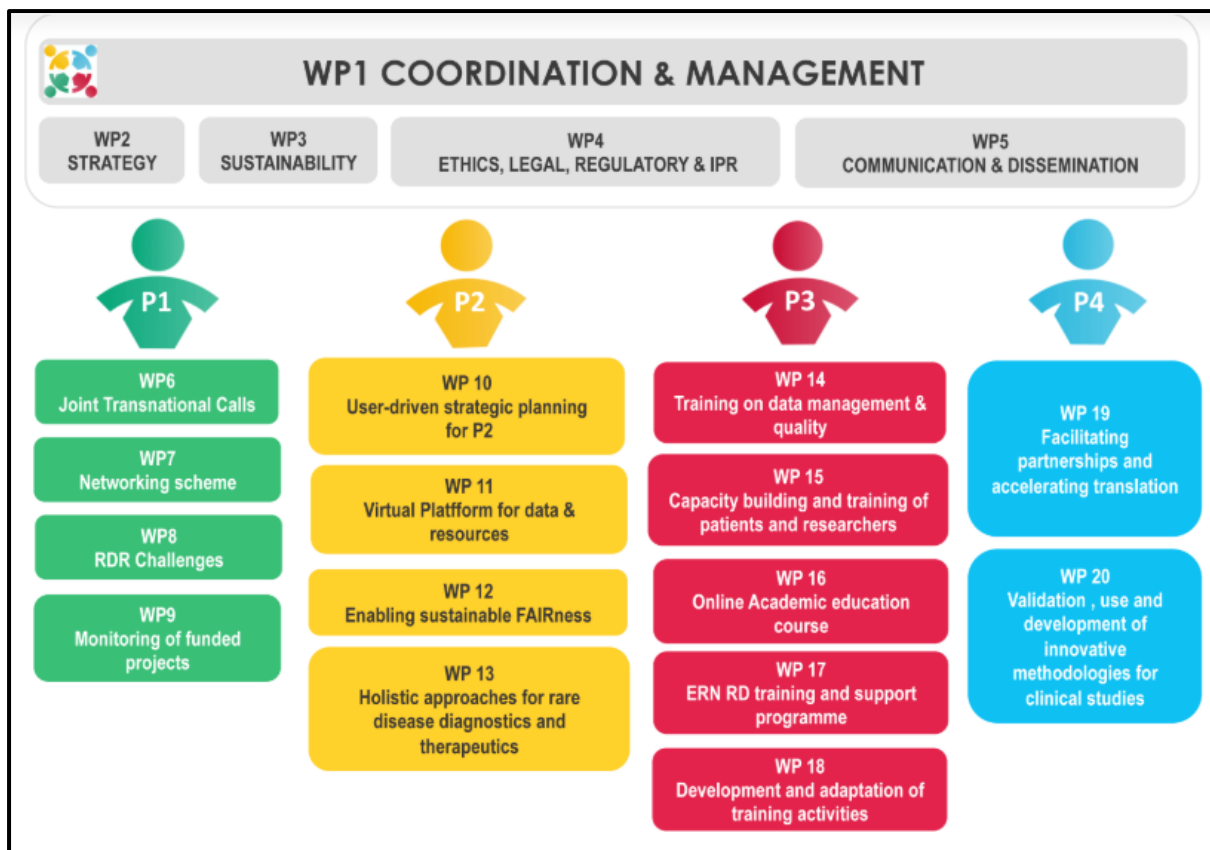 WP1 COORDINATION & MANAGEMENT
WP2
STRATEGY
WP3
SUSTAINABILITY
WP4
ETHICS, LEGAL, REGULATORY & IPR
WP5
COMMUNICATION & DISSEMINATION
P1
WP6
Joint Transnational Calls
WP7
Networking scheme
WP8
RDR Challenges
WP9
Monitoring of funded
projects
P2
WP 10
User-driven strategic planning
for P2
WP 11
Virtual Plattform for data &
resources
WP 12
Enabling sustainable FAIRness
WP 13
Holistic approaches for rare
disease diagnostics and
therapeutics
P3
WP 14
Training on data management &
quality
WP 15
Capacity building and training of
patients and researchers
WP 16
Online Academic education
course
WP 17
ERN RD training and support
programme
WP 18
Development and adaptation of
training activities
P4
WP 19
Facilitating
partnerships and
accelerating translation
WP 20
Validation , use and
development of
innovative
methodologies for
clinical studies